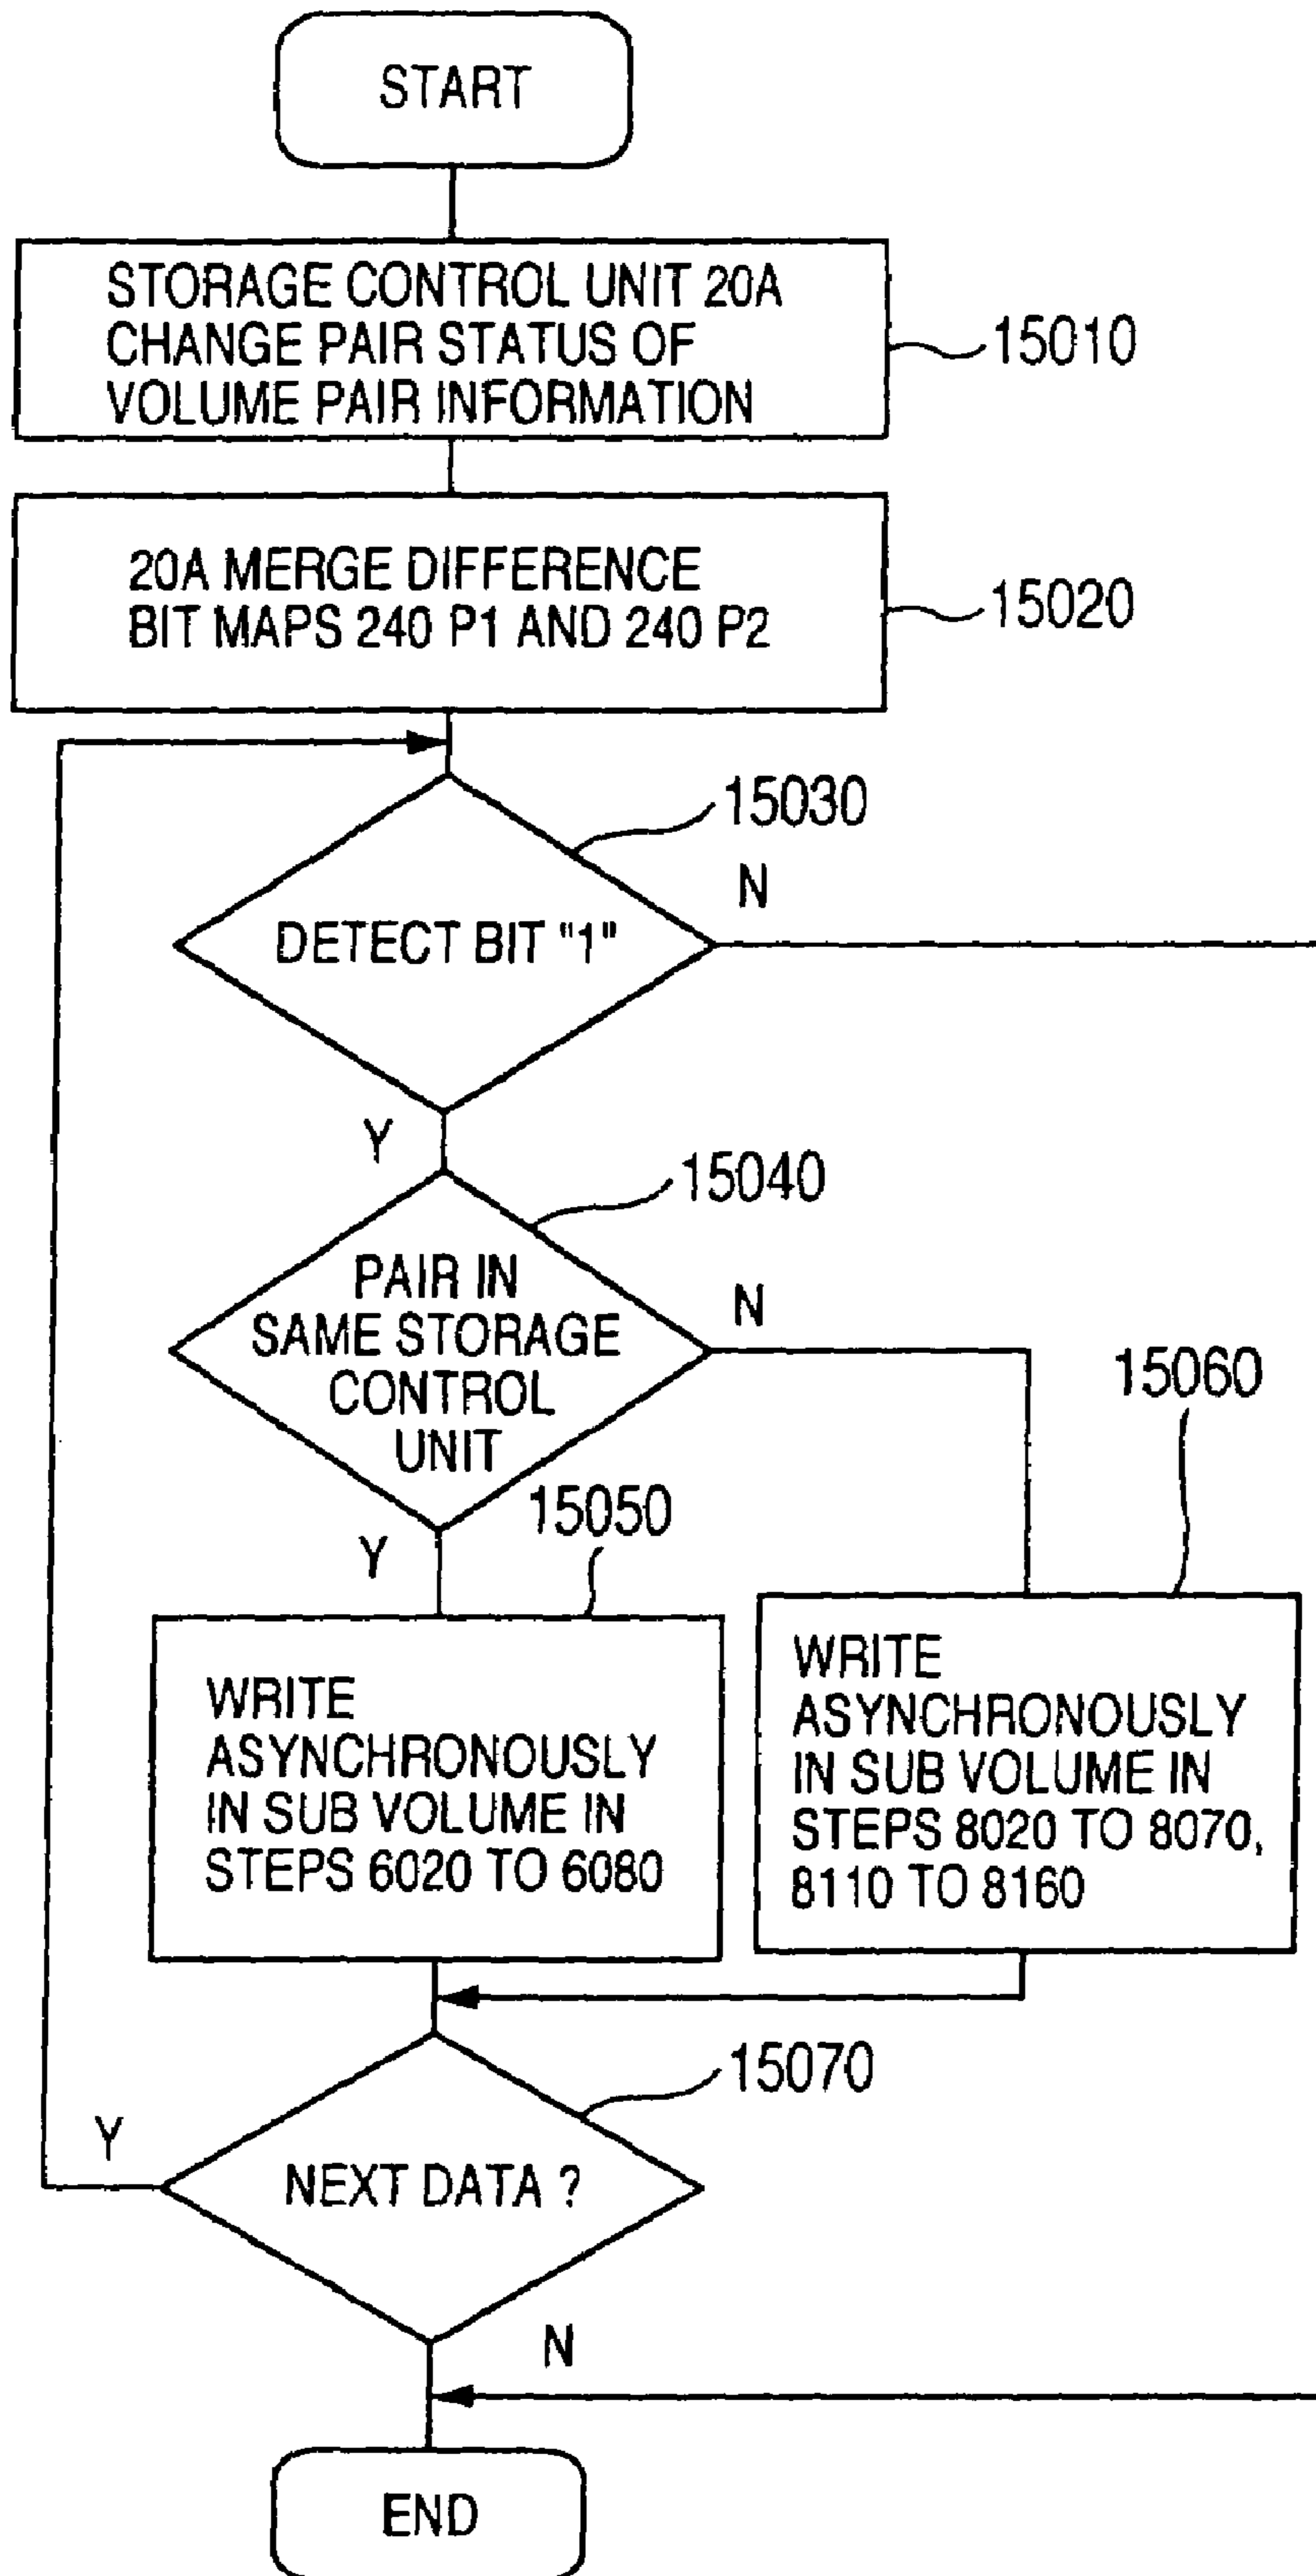 START
STORAGE CONTROL UNIT 20A
CHANGE PAIR STATUS OF
VOLUME PAIR INFORMATION
15010
20A MERGE DIFFERENCE
BIT MAPS 240 P1 AND 240 P2
15020
15030
N
DETECT BIT "1"
Y
15040
PAIR IN
SAME STORAGE
CONTROL
UNIT
N
15060
15050
Y
WRITE
ASYNCHRONOUSLY
IN SUB VOLUME IN
STEPS 6020 TO 6080
WRITE
ASYNCHRONOUSLY
IN SUB VOLUME IN
STEPS 8020 TO 8070,
8110 TO 8160
15070
Y
NEXT DATA ?
N
END